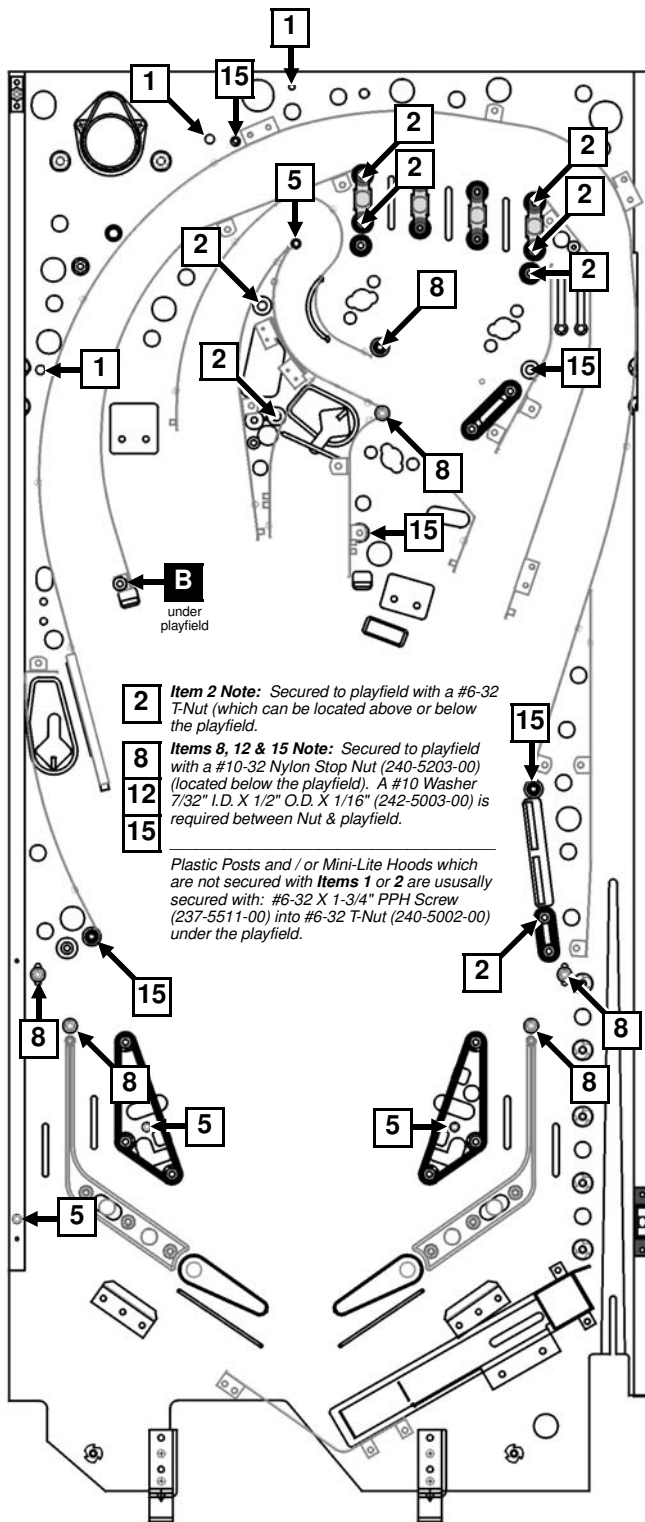 1
1
15
2
2
2
5
2
2
2
8
2
15
1
2
8
15
B
under
playfield
2
Item 2 Note: Secured to playfield with a #6-32
T-Nut (which can be located above or below
the playfield.
8
12
15
Items 8, 12 & 15 Note: Secured to playfield
with a #10-32 Nylon Stop Nut (240-5203-00)
(located below the playfield). A #10 Washer
7/32" I.D. X 1/2" O.D. X 1/16" (242-5003-00) is
required between Nut & playfield.
Plastic Posts and / or Mini-Lite Hoods which
are not secured with Items 1 or 2 are ususally
secured with: #6-32 X 1-3/4" PPH Screw
(237-5511-00) into #6-32 T-Nut (240-5002-00)
under the playfield.
15
2
15
8
8
8
8
5
5
5